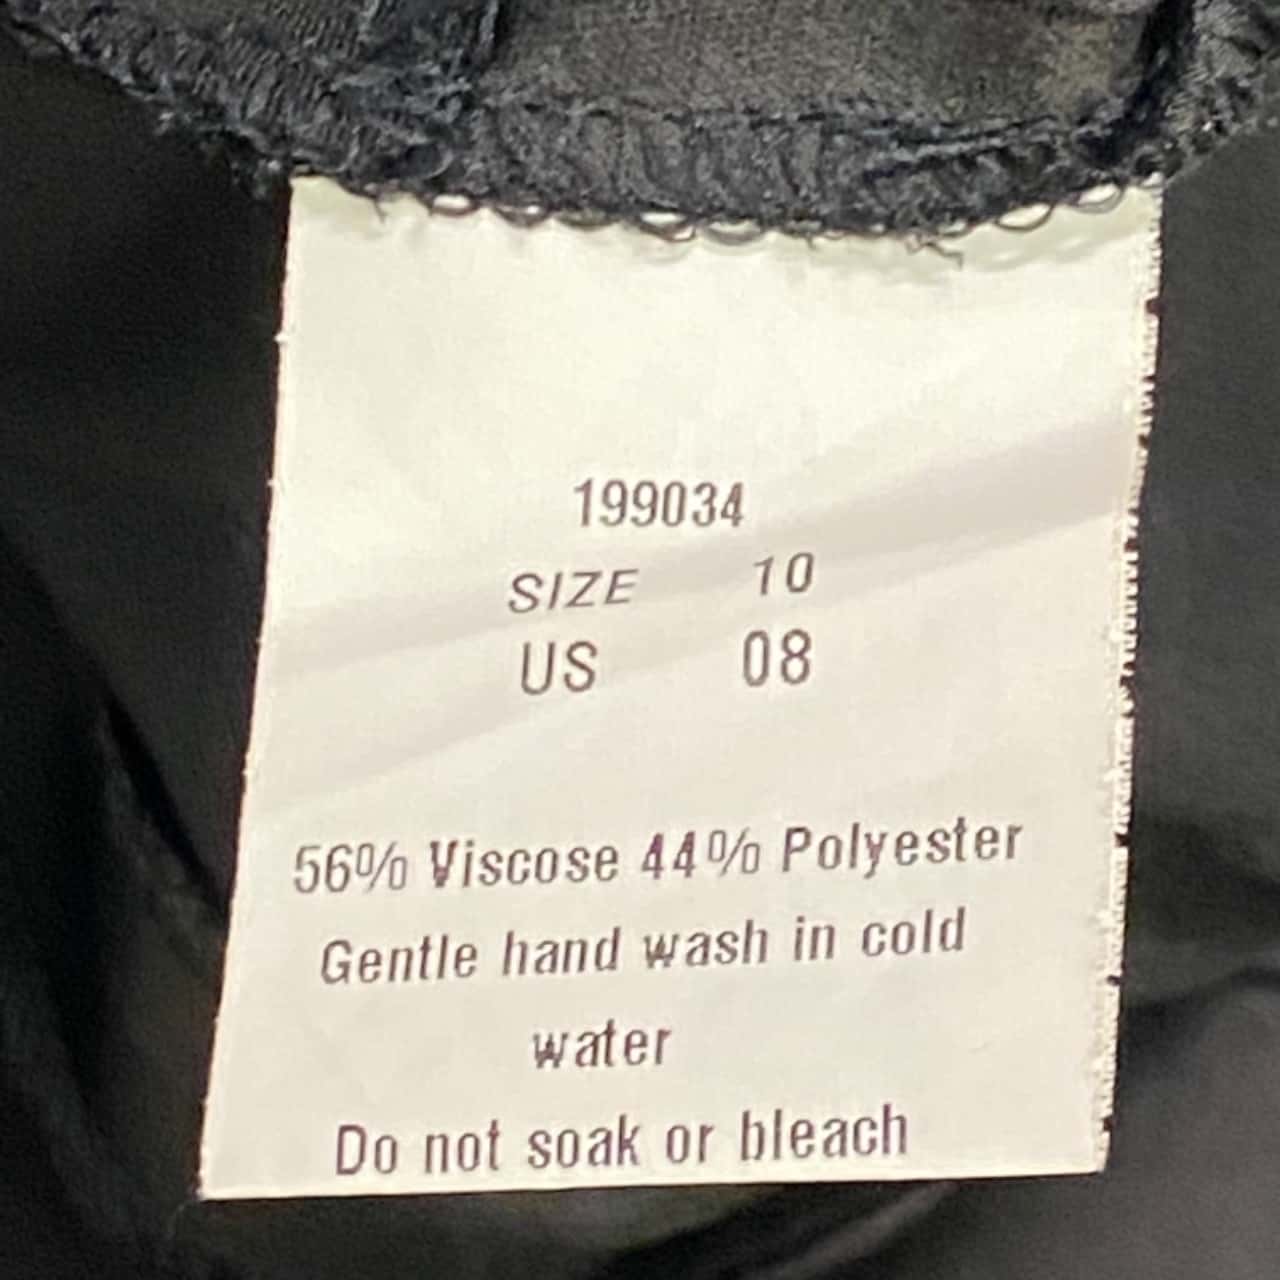 199034
SIZE 10
US 08
56% Viscose 44% Polyester
Gentle hand wash in cold
water
Do not soak or bleach